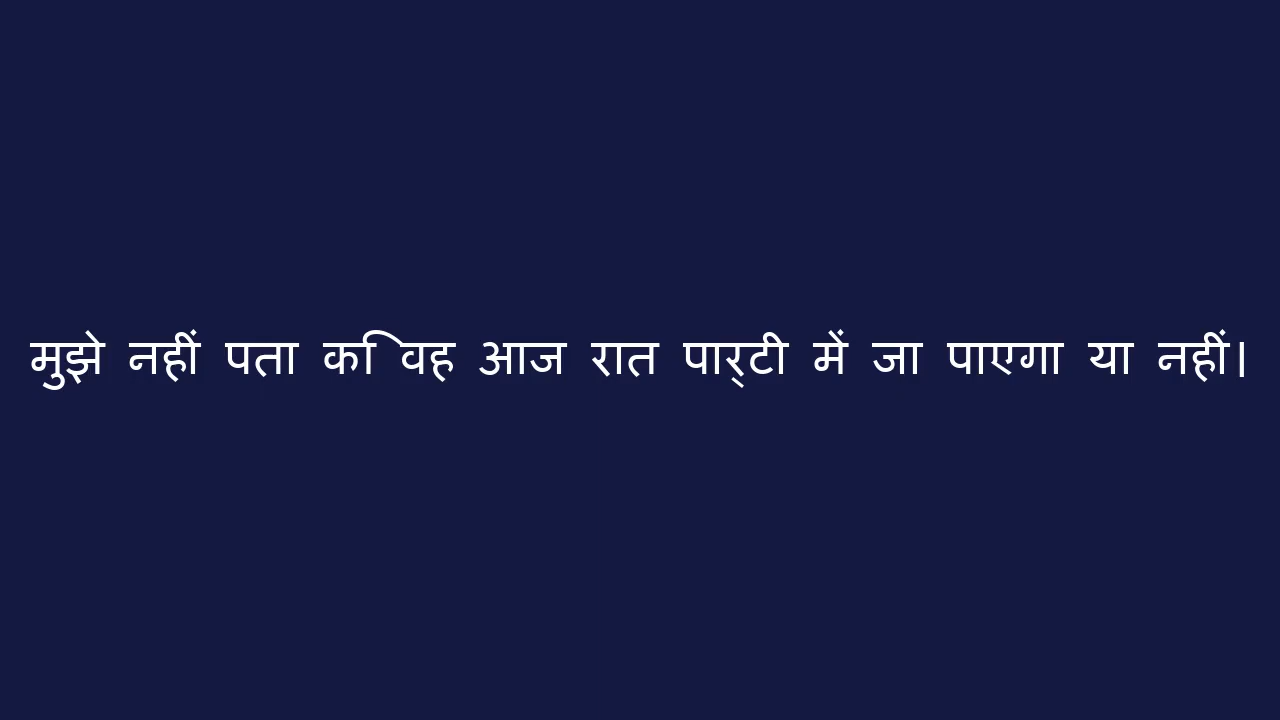 मुझे नहीं पता कि वह आज रात पार्टी में जा पाएगा या नहीं।